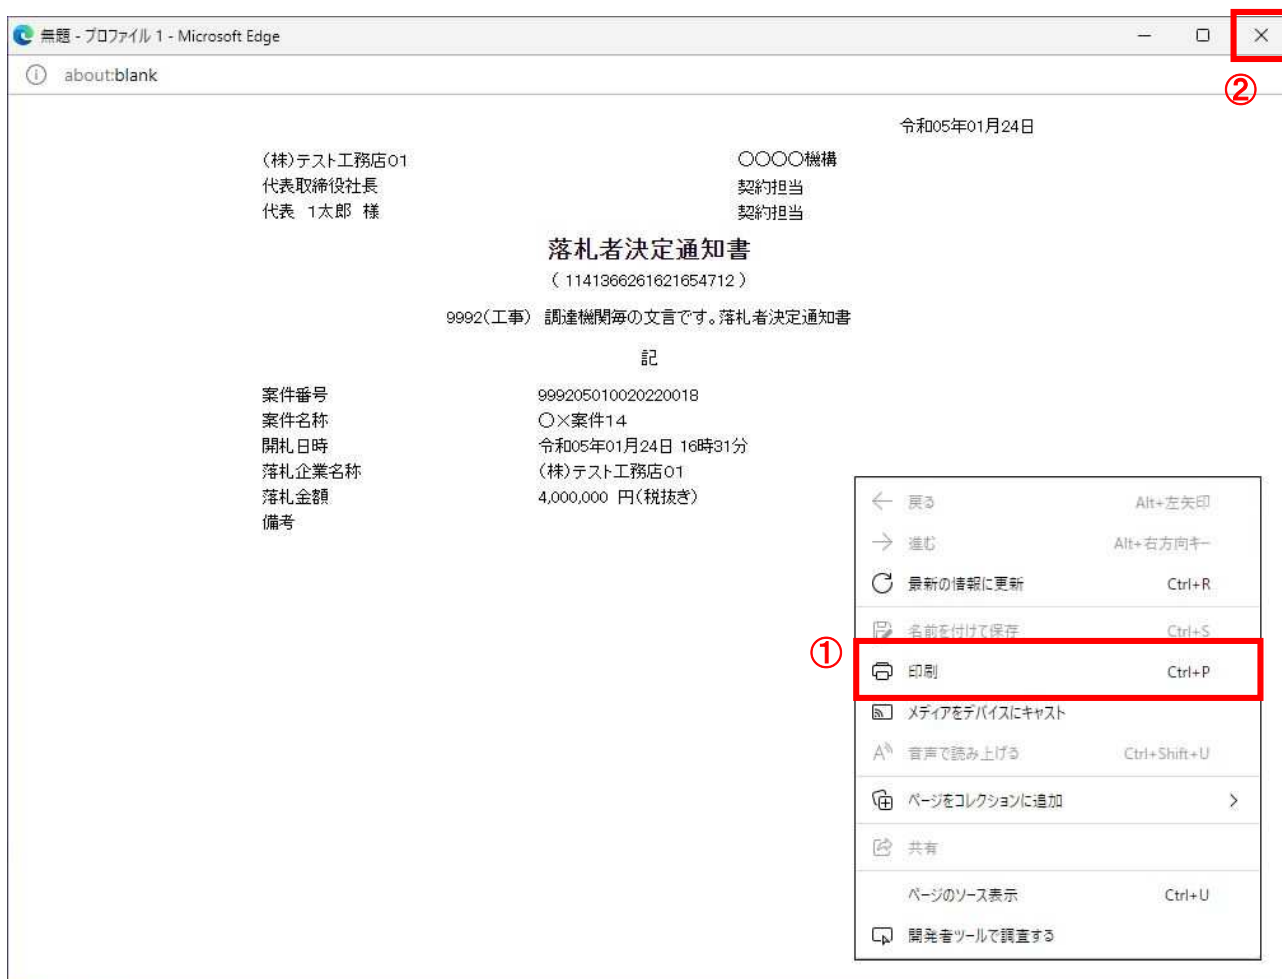 無題 - プロファイル 1 - Microsoft Edge
②
about:blank
令和05年01月24日
(株)テスト工務店01
〇〇〇〇機構
代表取締役社長
契約担当
代表 1太郎 様
契約担当
落札者決定通知書
( 1141366261621654712 )
9992(工事) 調達機関毎の文言です。落札者決定通知書
記
案件番号 999205010020220018
案件名称 〇×案件14
開札日時 令和05年01月24日 16時31分
落札企業名称 (株)テスト工務店01
落札金額 4,000,000 円(税抜き)
備考
戻る Alt+左矢印
進む Alt+右方向キー
最新の情報に更新 Ctrl+R
名前を付けて保存 Ctrl+S
①
印刷 Ctrl+P
メディアをデバイスにキャスト
音声で読み上げる Ctrl+Shift+U
ページをコレクションに追加
共有
ページのソース表示 Ctrl+U
開発者ツールで調査する